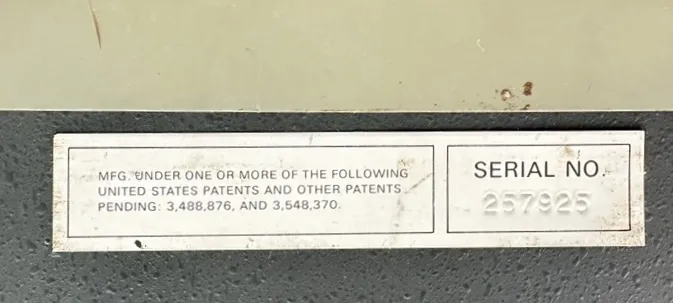 MFG. UNDER ONE OR MORE OF THE FOLLOWING
UNITED STATES PATENTS AND OTHER PATENTS
PENDING: 3,488,876, AND 3,548,370.
SERIAL NO.
257925